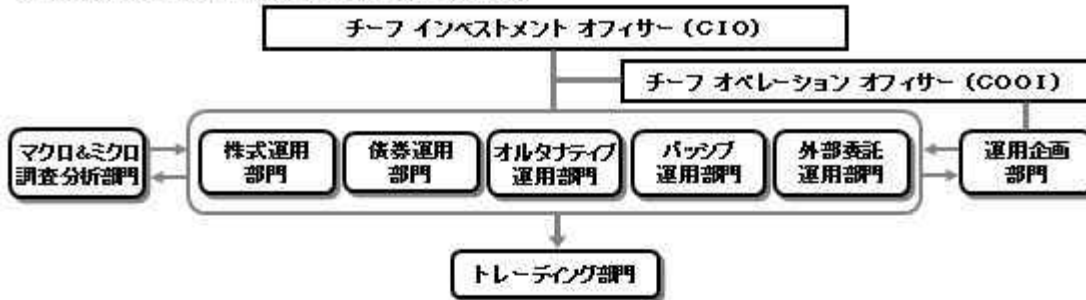 チーフ インベストメント オフィサー (CIO)
チーフ オペレーション オフィサー (COOI)
マクロ&ミクロ
調査分析部門
株式運用
部門
債券運用
部門
オルタナティブ
運用部門
パッシブ
運用部門
外部委託
運用部門
運用企画
部門
トレーディング部門